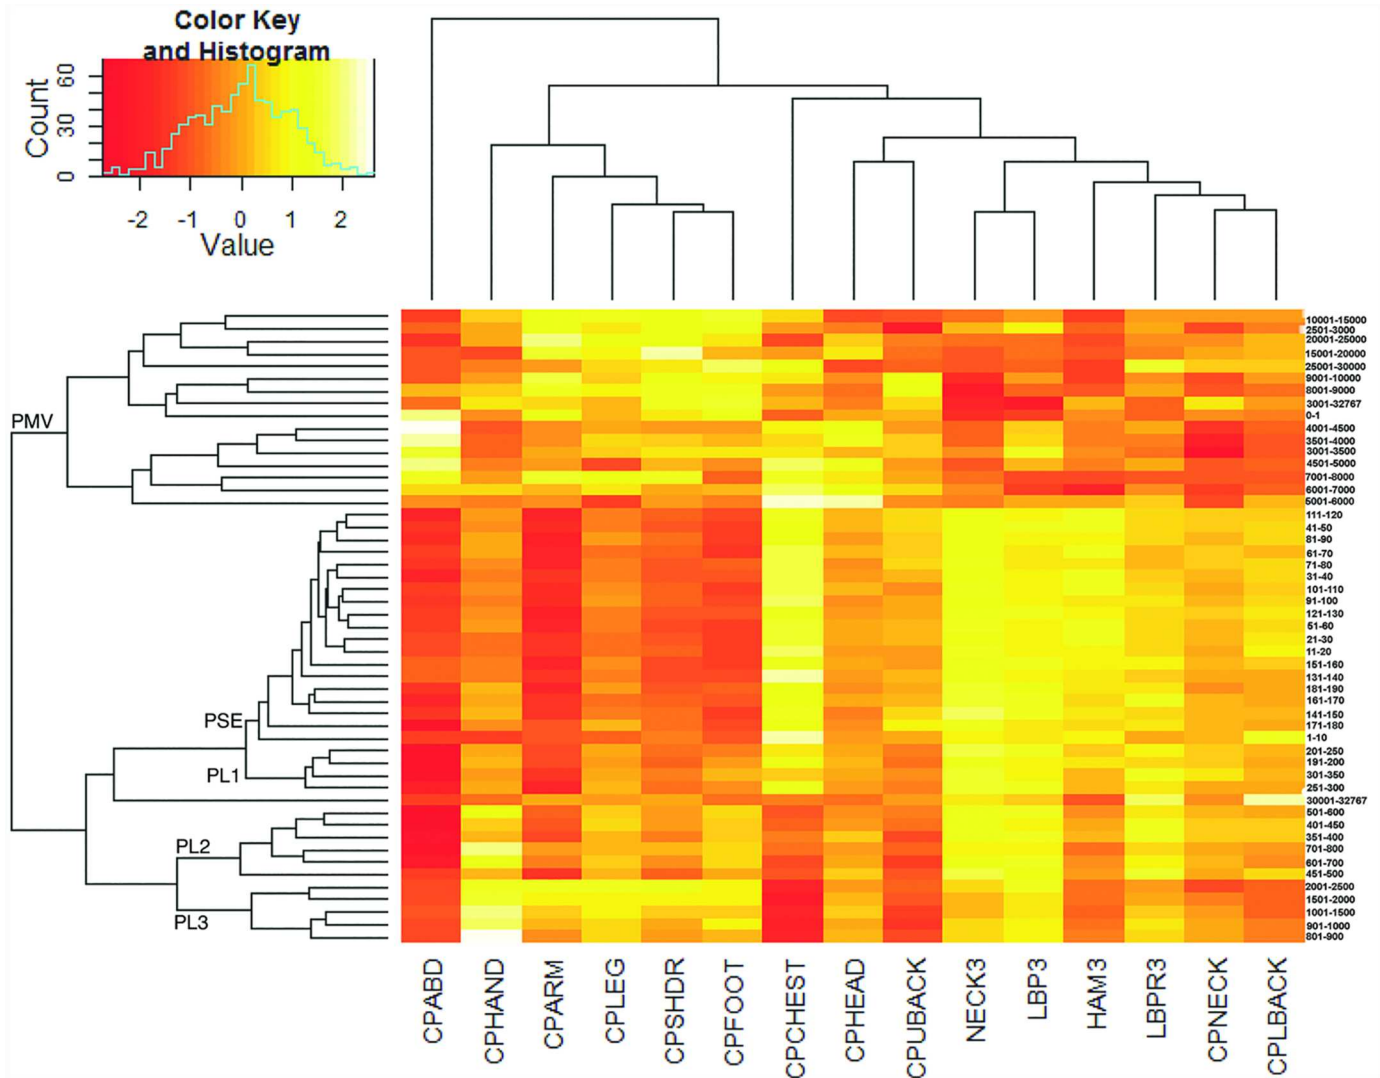 Color Key
and Histogram
Count
0
30
60
-2
-1
0
1
2
Value
PMV
PSE
PL1
PL2
PL3
10001-15000
2501-3000
20001-25000
15001-20000
25001-30000
9001-10000
8001-9000
3001-32767
0-1
4001-4500
3501-4000
3001-3500
4501-5000
7001-8000
6001-7000
5001-6000
111-120
41-50
81-90
61-70
71-80
31-40
101-110
91-100
121-130
51-60
21-30
11-20
151-160
131-140
181-190
161-170
141-150
171-180
1-10
201-250
191-200
301-350
251-300
30001-32767
501-600
401-450
351-400
701-800
601-700
451-500
2001-2500
1501-2000
1001-1500
901-1000
801-900
CPABD
CPHAND
CPARM
CPLEG
CPSHDR
CPFOOT
CPCHEST
CPHEAD
CPUBACK
NECK3
LBP3
HAM3
LBPR3
CPNECK
CPLBACK